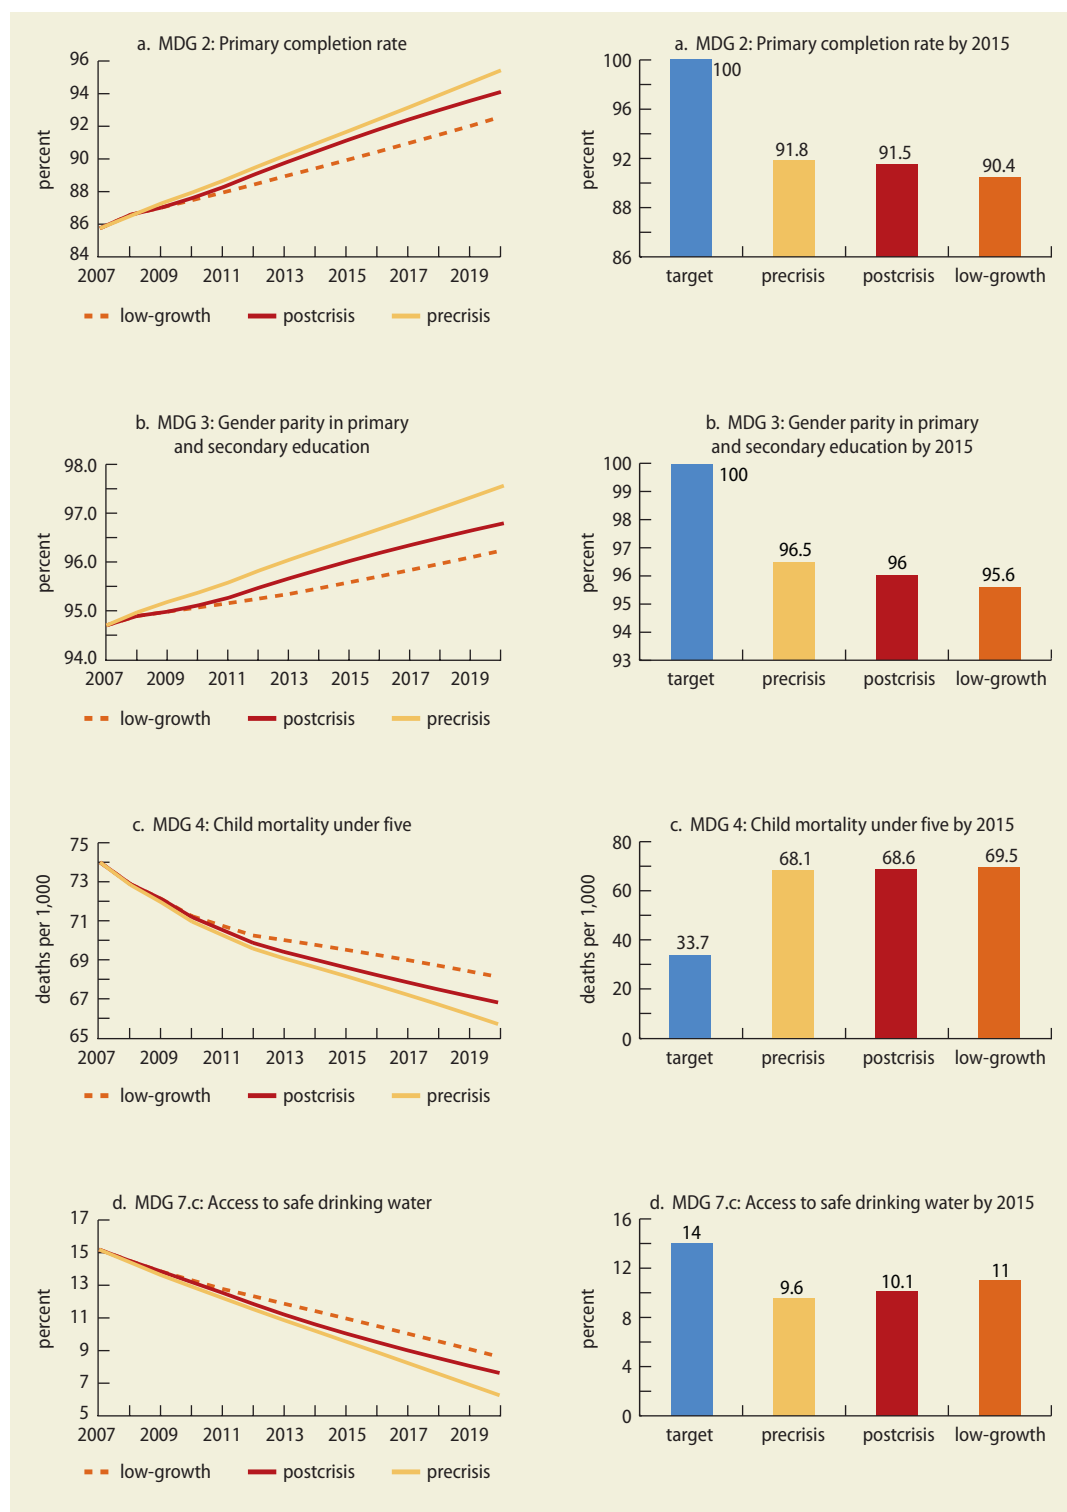 a. MDG 2: Primary completion rate
96
94
92
90
88
86
84
percent
2007 2009 2011 2013 2015 2017 2019
low-growth postcrisis precrisis
a. MDG 2: Primary completion rate by 2015
100
96
92
88
86
percent
100
91.8
91.5
90.4
target precrisis postcrisis low-growth
b. MDG 3: Gender parity in primary
and secondary education
98.0
97.0
96.0
95.0
94.0
percent
2007 2009 2011 2013 2015 2017 2019
low-growth postcrisis precrisis
b. MDG 3: Gender parity in primary
and secondary education by 2015
100
99
98
97
96
95
94
93
percent
100
96.5
96
95.6
target precrisis postcrisis low-growth
c. MDG 4: Child mortality under five
75
73
71
69
67
65
deaths per 1,000
2007 2009 2011 2013 2015 2017 2019
low-growth postcrisis precrisis
c. MDG 4: Child mortality under five by 2015
80
60
40
20
0
deaths per 1,000
33.7
68.1
68.6
69.5
target precrisis postcrisis low-growth
d. MDG 7.c: Access to safe drinking water
17
15
13
11
9
7
5
percent
2007 2009 2011 2013 2015 2017 2019
low-growth postcrisis precrisis
d. MDG 7.c: Access to safe drinking water by 2015
16
12
8
4
0
percent
14
9.6
10.1
11
target precrisis postcrisis low-growth